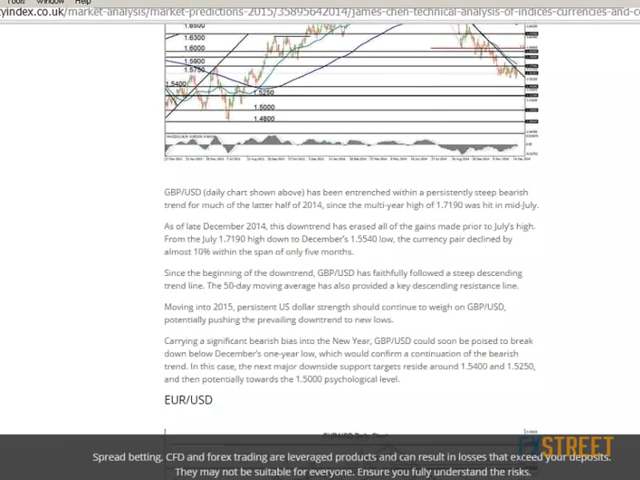 Tools Window Help
tyindex.co.uk/market-analysis/market-predictions-2015/35895642014/james-chen-technical-analysis-of-indices-currencies-and-co
1.6300
1.6000
1.5900
1.5750
1.5400
1.5250
1.5000
1.4800
GBP/USD (daily chart shown above) has been entrenched within a persistently steep bearish
trend for much of the latter half of 2014, since the multi-year high of 1.7190 was hit in mid-July.
As of late December 2014, this downtrend has erased all of the gains made prior to July's high.
From the July 1.7190 high down to December's 1.5540 low, the currency pair declined by
almost 10% within the span of only five months.
Since the beginning of the downtrend, GBP/USD has faithfully followed a steep descending
trend line. The 50-day moving average has also provided a key descending resistance line.
Moving into 2015, persistent US dollar strength should continue to weigh on GBP/USD,
potentially pushing the prevailing downtrend to new lows.
Carrying a significant bearish bias into the New Year, GBP/USD could soon be poised to break
down below December's one-year low, which would confirm a continuation of the bearish
trend. In this case, the next major downside support targets reside around 1.5400 and 1.5250,
and then potentially towards the 1.5000 psychological level.
EUR/USD
EUR/USD Daily Chart
FXSTREET
Spread betting, CFD and forex trading are leveraged products and can result in losses that exceed your deposits.
They may not be suitable for everyone. Ensure you fully understand the risks.